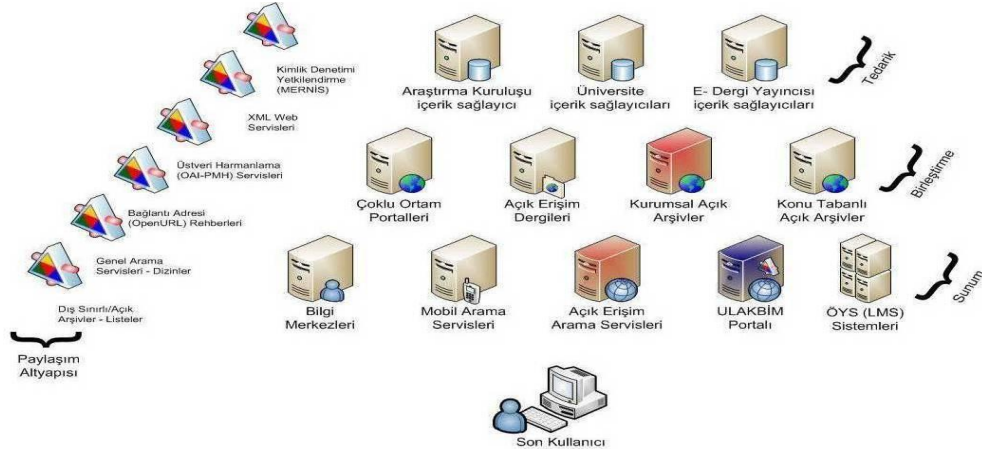 Kimlik Denetimi
Yetkilendirme
(MERNİS)
XML Web
Servisleri
Üstveri Harmanlama
(OAI-PMH) Servisleri
Bağlantı Adresi
(OpenURL) Rehberleri
Genel Arama
Servisleri - Dizinler
Dış Sınırlı/Açık
Arşivler - Listeler
Paylaşım
Altyapısı
Araştırma Kuruluşu
içerik sağlayıcı
Üniversite
içerik sağlayıcıları
E- Dergi Yayıncısı
içerik sağlayıcıları
Tedarik
Çoklu Ortam
Portalleri
Açık Erişim
Dergileri
Kurumsal Açık
Arşivler
Konu Tabanlı
Açık Arşivler
Birleştirme
Bilgi
Merkezleri
Mobil Arama
Servisleri
Açık Erişim
Arama Servisleri
ULAKBİM
Portalı
ÖYS (LMS)
Sistemleri
Sunum
Son Kullanıcı